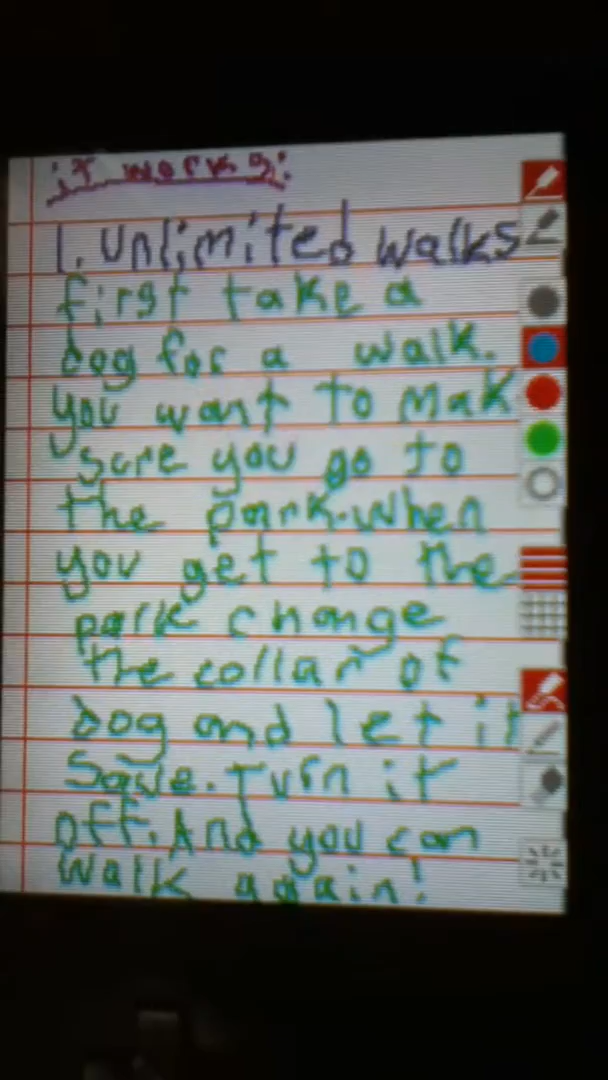 it works:
1. Unlimited walks
first take a
dog for a walk.
you want to mak
sure you go to
the park. When
you get to the
park change
the collar of
dog and let it
Save. Turn it
off. And you can
walk again!